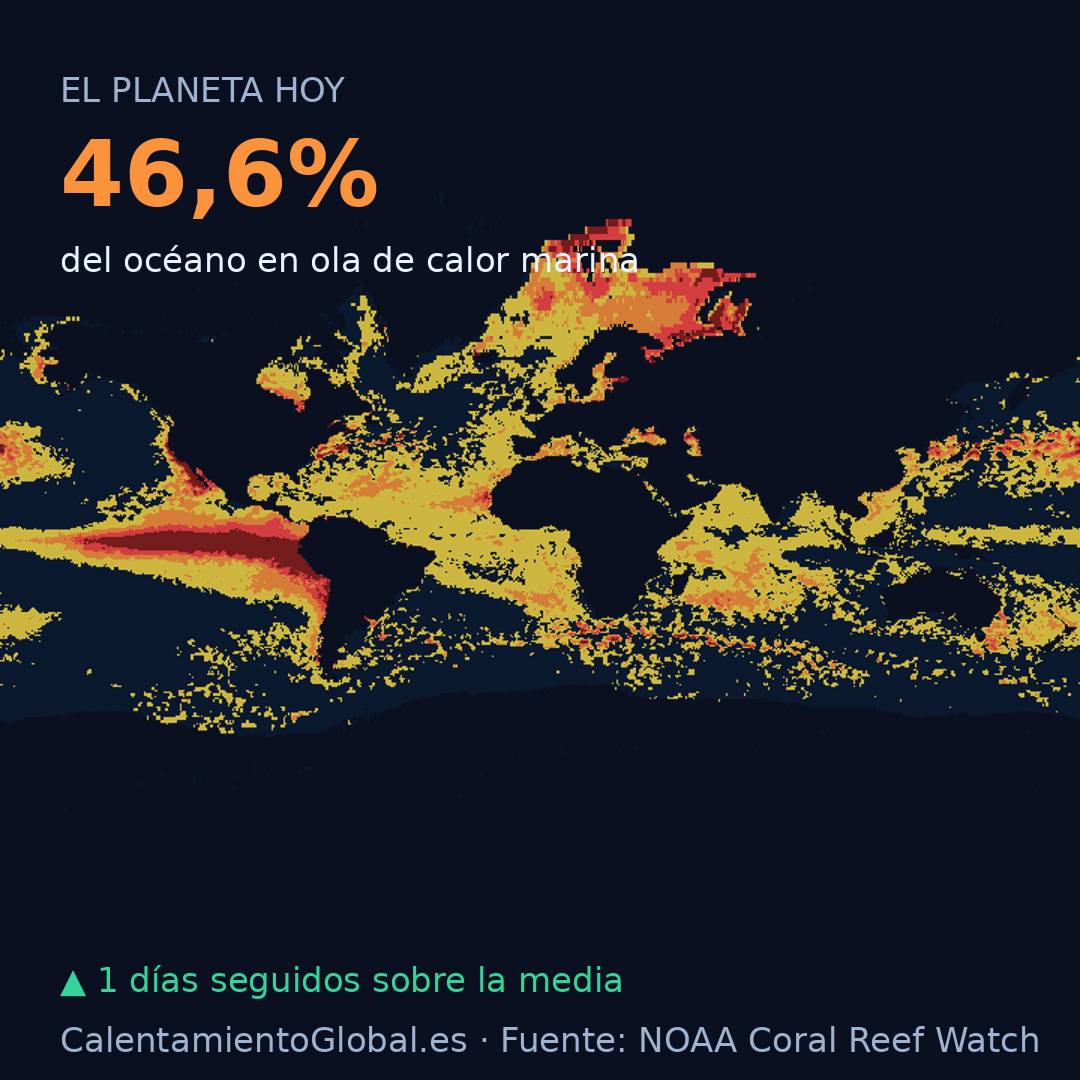 EL PLANETA HOY
46,6%
del océano en ola de calor marina
▲ 1 días seguidos sobre la media
CalentamientoGlobal.es · Fuente: NOAA Coral Reef Watch